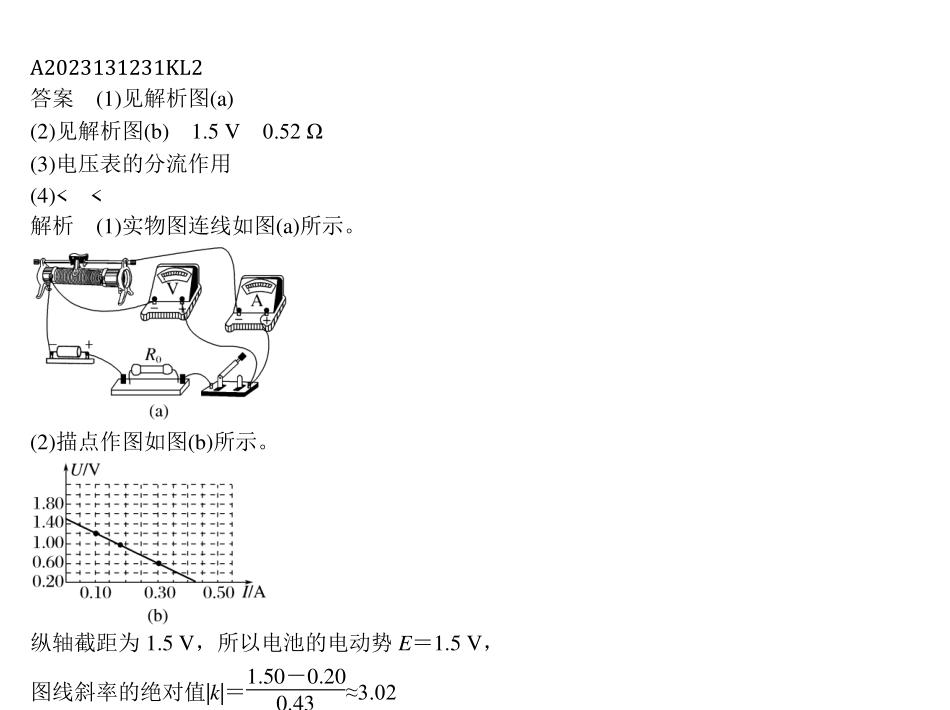 A2023131231KL2
答案　(1)见解析图(a)
(2)见解析图(b)　1.5 V　0.52 Ω
(3)电压表的分流作用
(4)<　<
解析　(1)实物图连线如图(a)所示。
V
A
－　＋
－　＋
－　＋
R₀
(a)
(2)描点作图如图(b)所示。
U/V
1.80
1.40
1.00
0.60
0.20
0.10　0.30　0.50　I/A
(b)
纵轴截距为 1.5 V，所以电池的电动势 E＝1.5 V，
图线斜率的绝对值|k|＝1.50－0.20/0.43≈3.02